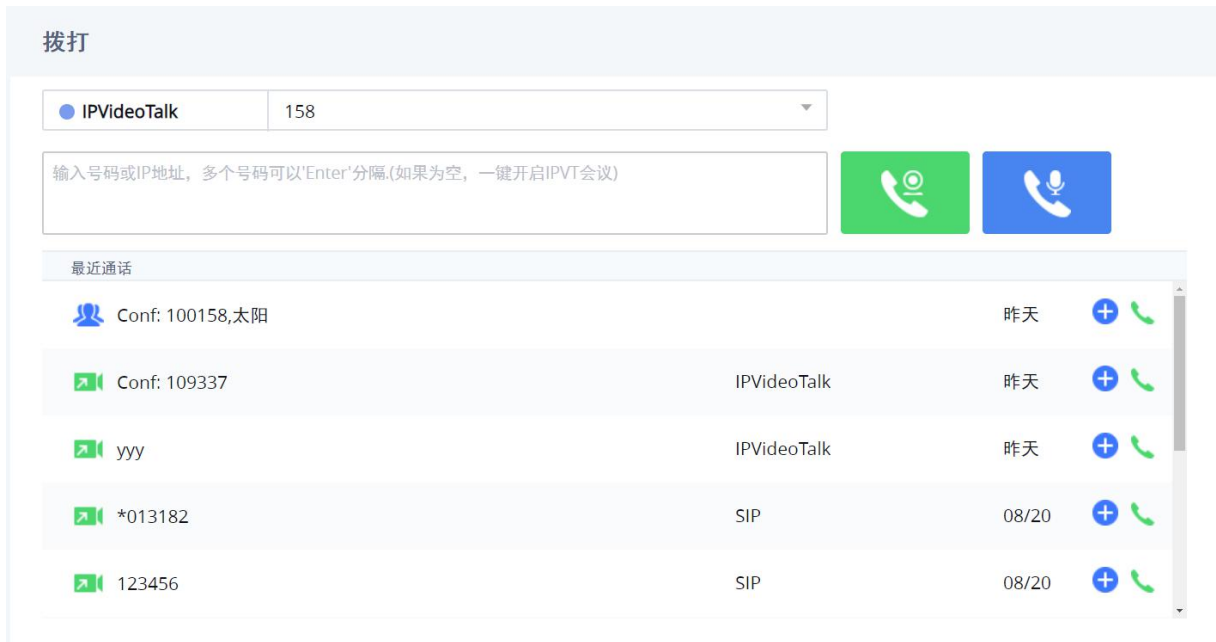 拨打
IPVideoTalk 158
输入号码或IP地址，多个号码可以'Enter'分隔.(如果为空，一键开启IPVT会议)
最近通话
Conf: 100158,太阳 昨天
Conf: 109337 IPVideoTalk 昨天
yyy IPVideoTalk 昨天
*013182 SIP 08/20
123456 SIP 08/20